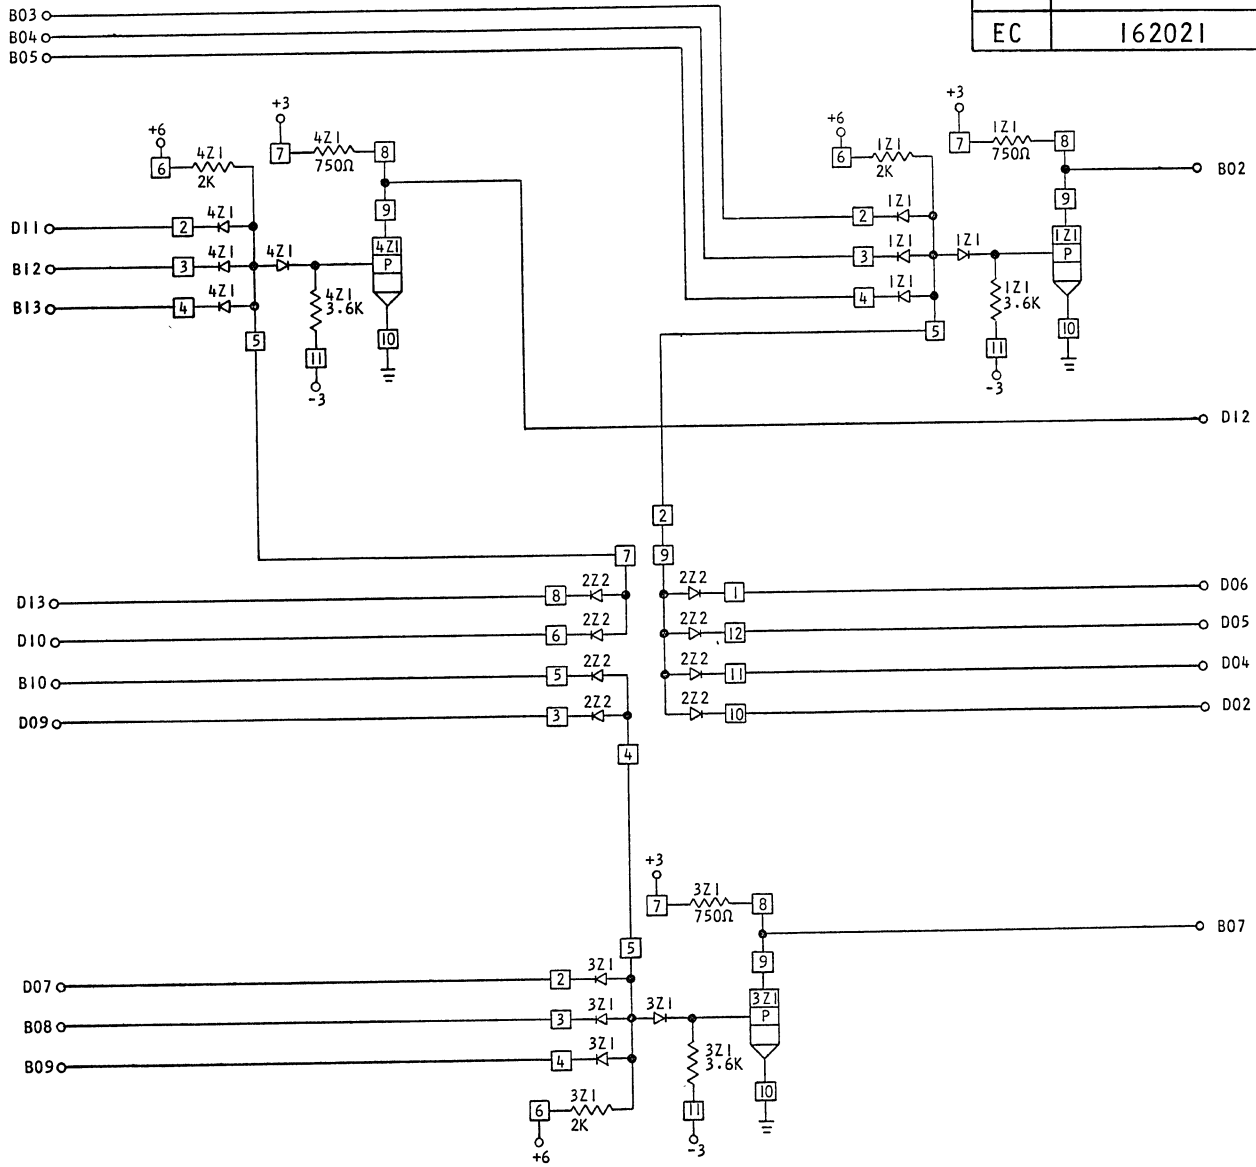 B03
B04
B05
EC 162021
+3
+6
4Z1
7
750Ω
8
6
4Z1
2K
9
D11
2
4Z1
B12
3
4Z1
4Z1
4Z1
P
B13
4
4Z1
4Z1
3.6K
5
11
10
-3
+3
+6
1Z1
7
750Ω
8
6
1Z1
2K
B02
9
2
1Z1
3
1Z1
1Z1
1Z1
P
4
1Z1
1Z1
3.6K
5
11
10
-3
D12
2
7
9
D13
8
2Z2
2Z2
1
D06
D10
6
2Z2
2Z2
12
D05
B10
5
2Z2
2Z2
11
D04
D09
3
2Z2
2Z2
10
D02
4
+3
7
3Z1
750Ω
8
B07
5
9
D07
2
3Z1
B08
3
3Z1
3Z1
3Z1
P
B09
4
3Z1
3Z1
3.6K
6
3Z1
2K
11
10
+6
-3